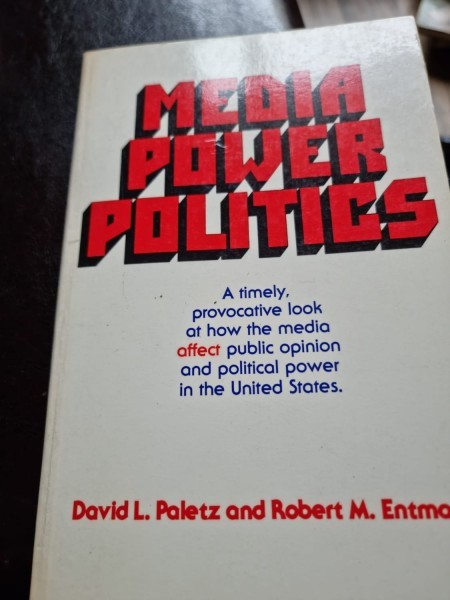 MEDIA
POWER
POLITICS
A timely,
provocative look
at how the media
affect public opinion
and political power
in the United States.
David L. Paletz and Robert M. Entma